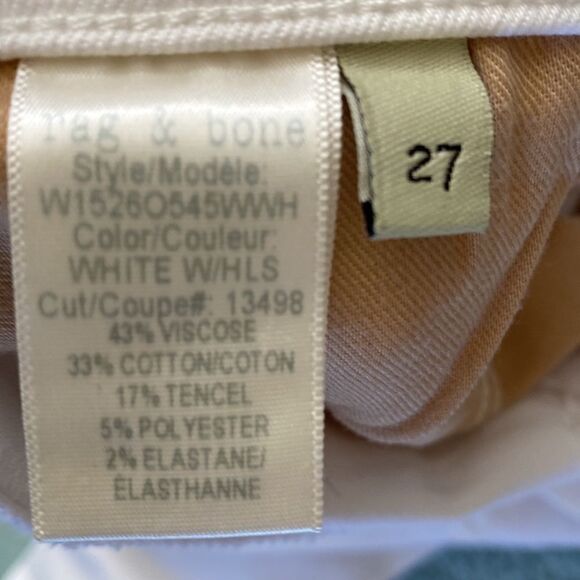 rag & bone
Style/Modèle:
W1526O545WWH
Color/Couleur:
WHITE W/HLS
Cut/Coupe#: 13498
43% VISCOSE
33% COTTON/COTON
17% TENCEL
5% POLYESTER
2% ELASTANE/
ÉLASTHANNE
27